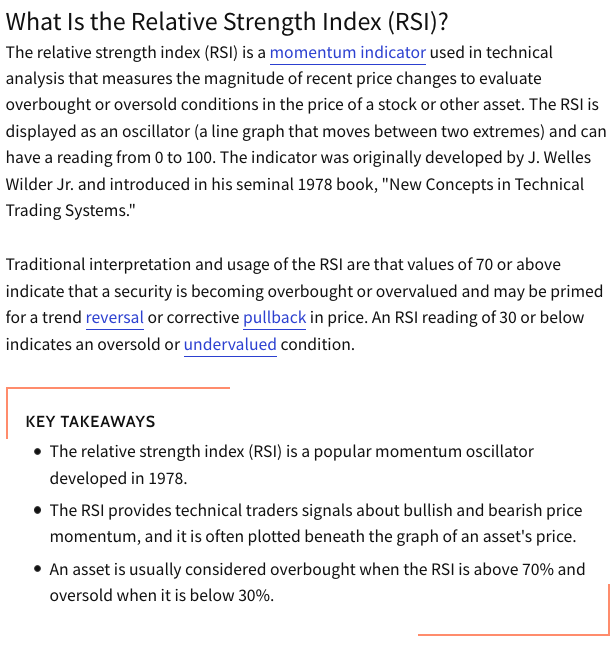 What Is the Relative Strength Index (RSI)?
The relative strength index (RSI) is a momentum indicator used in technical
analysis that measures the magnitude of recent price changes to evaluate
overbought or oversold conditions in the price of a stock or other asset. The RSI is
displayed as an oscillator (a line graph that moves between two extremes) and can
have a reading from 0 to 100. The indicator was originally developed by J. Welles
Wilder Jr. and introduced in his seminal 1978 book, "New Concepts in Technical
Trading Systems."
Traditional interpretation and usage of the RSI are that values of 70 or above
indicate that a security is becoming overbought or overvalued and may be primed
for a trend reversal or corrective pullback in price. An RSI reading of 30 or below
indicates an oversold or undervalued condition.
KEY TAKEAWAYS
• The relative strength index (RSI) is a popular momentum oscillator
developed in 1978.
• The RSI provides technical traders signals about bullish and bearish price
momentum, and it is often plotted beneath the graph of an asset's price.
• An asset is usually considered overbought when the RSI is above 70% and
oversold when it is below 30%.